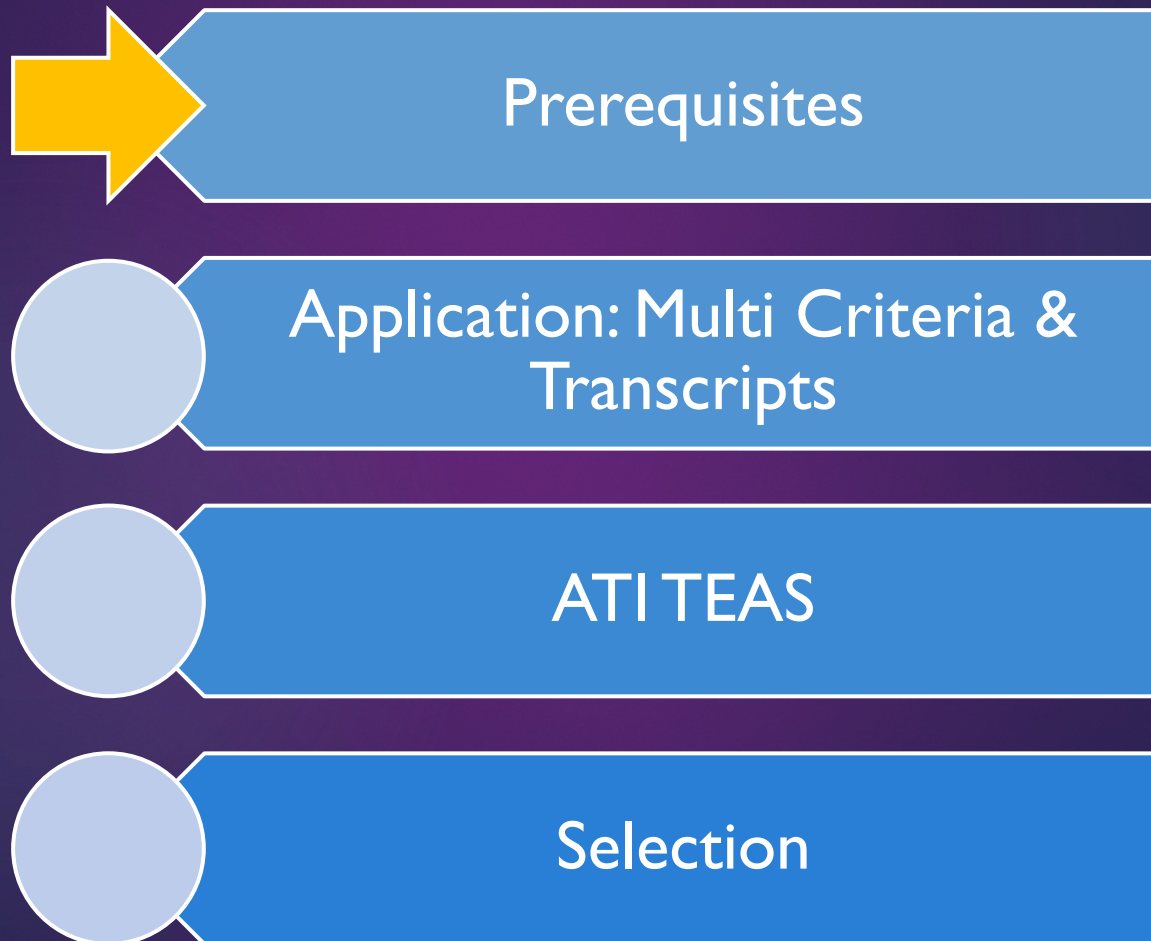 Prerequisites
Application: Multi Criteria &
Transcripts
ATI TEAS
Selection